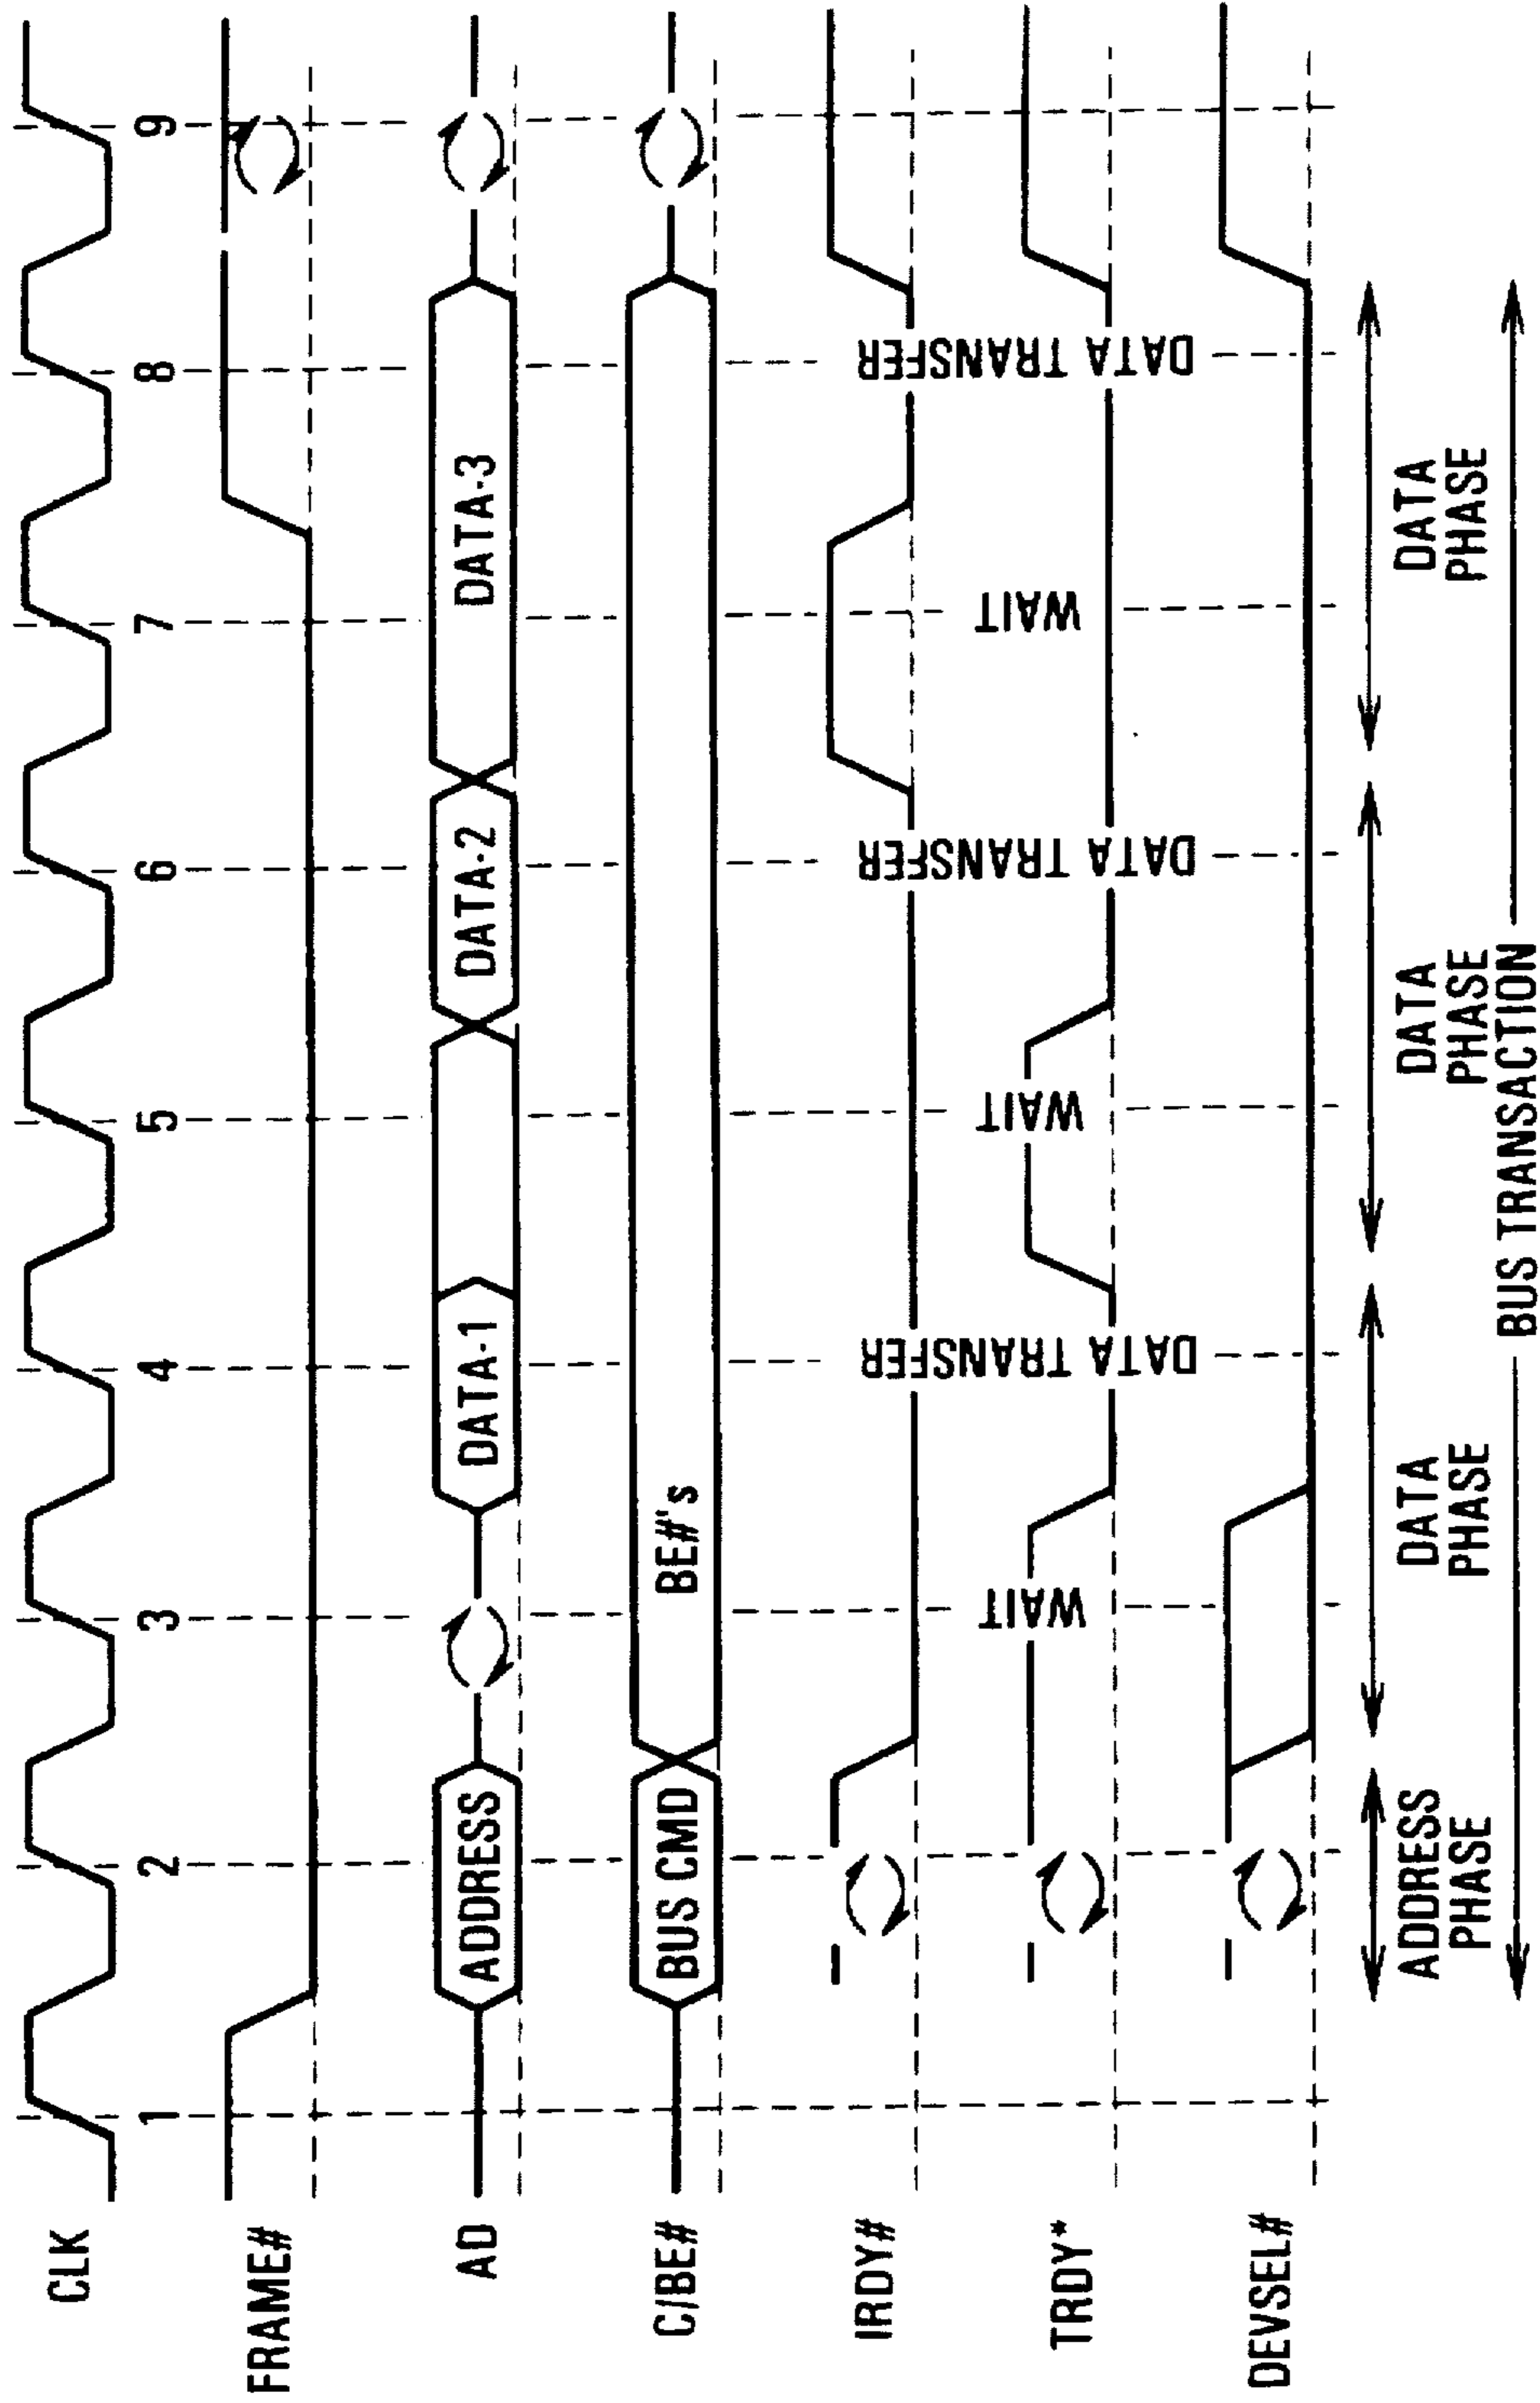 CLK
1 2 3 4 5 6 7 8 9
FRAME#
AD
ADDRESS
DATA-1
DATA-2
DATA-3
C/BE#
BUS CMD
BE#'s
IRDY#
TRDY*
WAIT
DATA TRANSFER
WAIT
DATA TRANSFER
WAIT
DATA TRANSFER
DEVSEL#
ADDRESS
PHASE
DATA
PHASE
DATA
PHASE
DATA
PHASE
BUS TRANSACTION